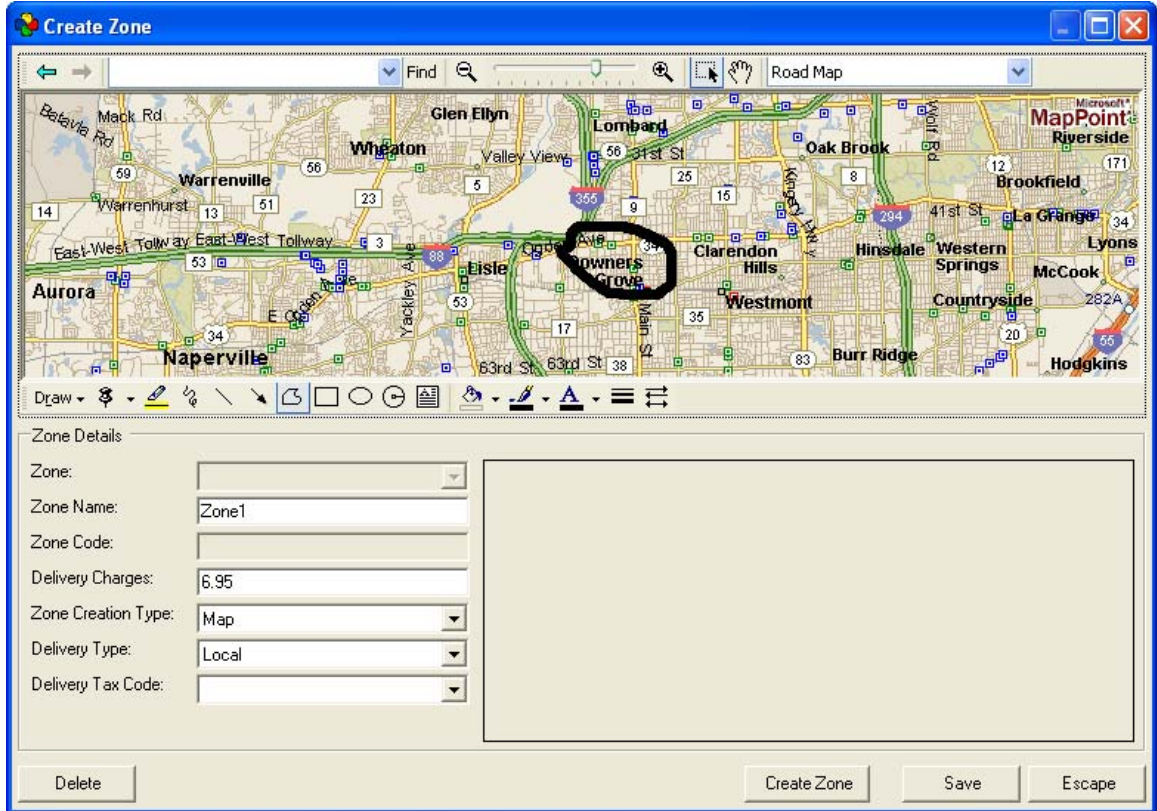 Create Zone
Find
Road Map
Batavia Rd
Mack Rd
Glen Ellyn
Lombard
Microsoft®
MapPoint®
Riverside
Wheaton
Valley View
56
31st St
Oak Brook
Wolf Rd
12
171
59
Warrenville
56
5
25
8
Brookfield
14
Warrenhurst
13
51
23
355
9
15
Kingery Hwy
294
41st St
La Grange
34
East-West Tollway
East-West Tollway
3
88
Ogden Ave
34
Clarendon
Hills
Hinsdale
Western
Springs
Lyons
53
Lisle
Downers
Grove
McCook
Aurora
Yackley Ave
53
Westmont
Countryside
282A
34
17
Main St
35
20
55
Naperville
63rd St
63rd St
38
83
Burr Ridge
Hodgkins
Draw
Zone Details
Zone:
Zone Name:
Zone1
Zone Code:
Delivery Charges:
6.95
Zone Creation Type:
Map
Delivery Type:
Local
Delivery Tax Code:
Delete
Create Zone
Save
Escape